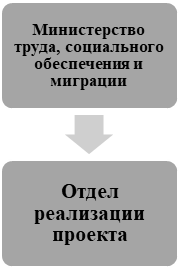 Министерство
труда, социального
обеспечения и
миграции
Отдел
реализации
проекта